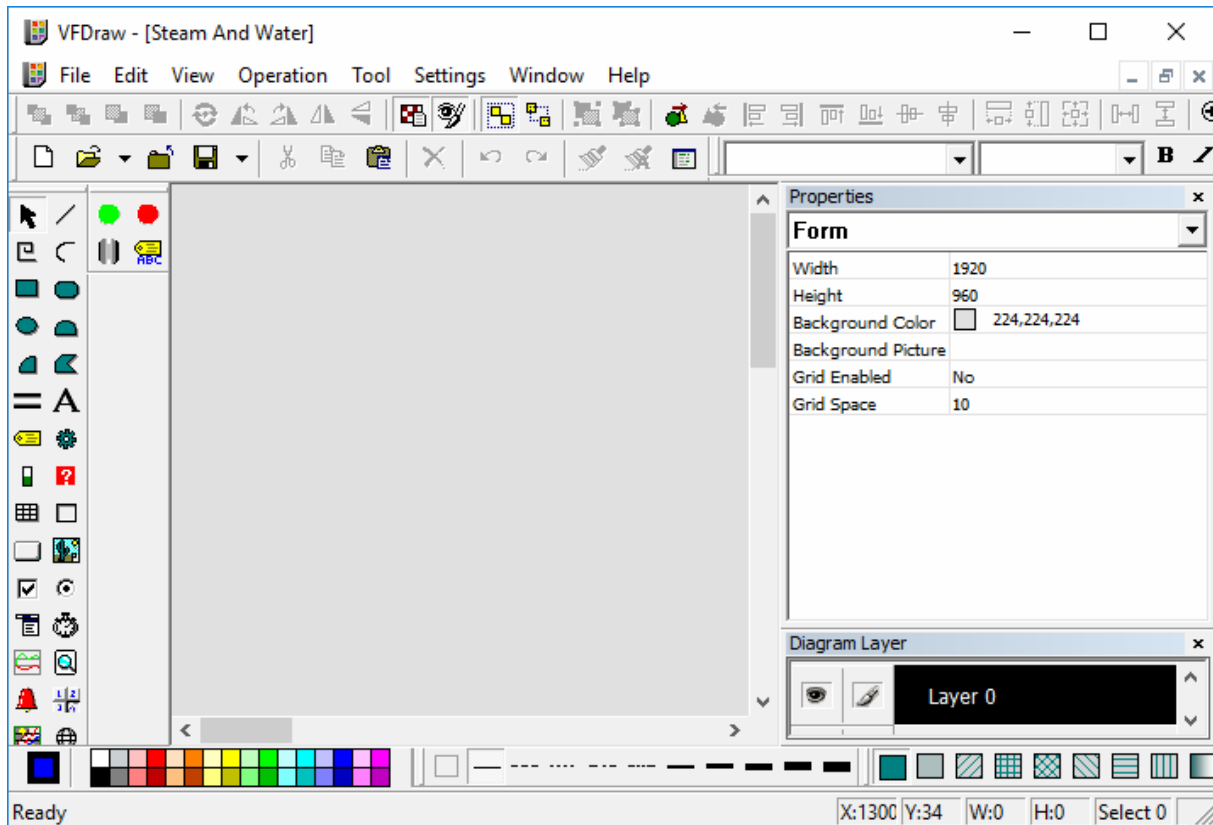 VFDraw - [Steam And Water]
File Edit View Operation Tool Settings Window Help
B I
Properties
Form
ABC
Width 1920
Height 960
Background Color 224,224,224
Background Picture
Grid Enabled No
Grid Space 10
A
?
Diagram Layer
Layer 0
Ready X:1300 Y:34 W:0 H:0 Select 0